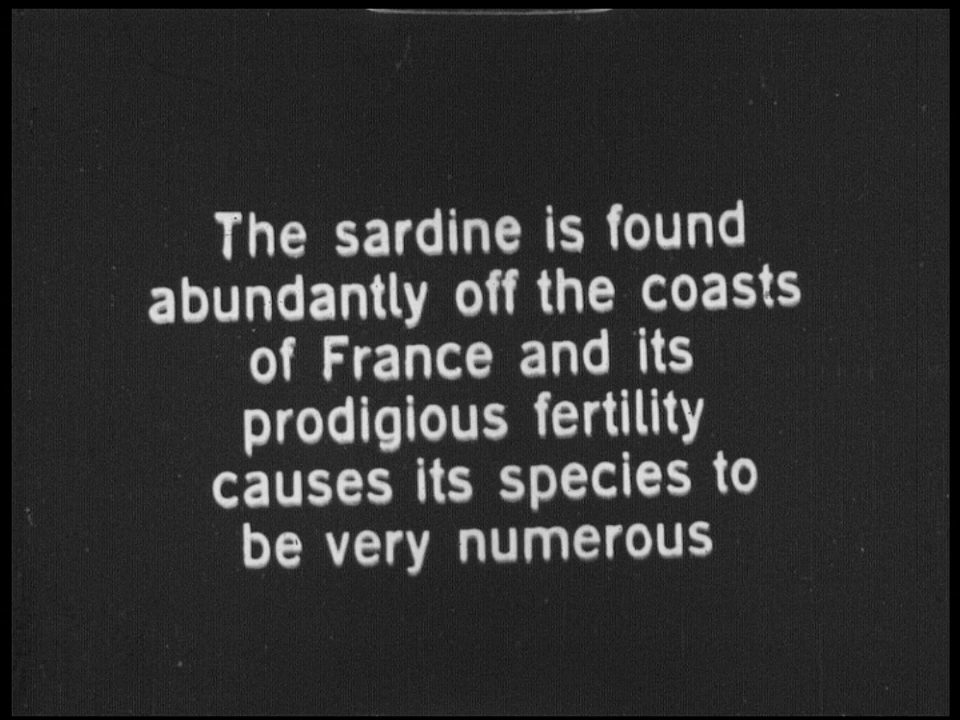 The sardine is found
abundantly off the coasts
of France and its
prodigious fertility
causes its species to
be very numerous